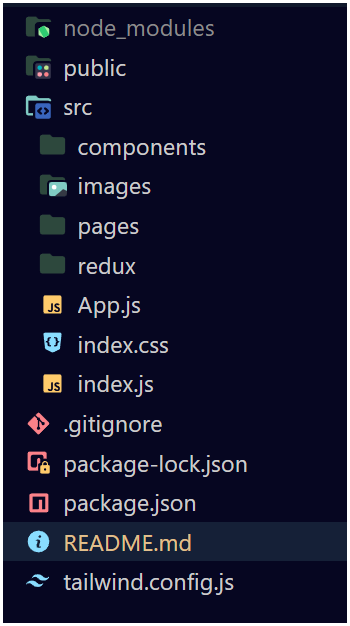 node_modules
public
src
components
images
pages
redux
JS App.js
index.css
JS index.js
.gitignore
package-lock.json
package.json
README.md
tailwind.config.js